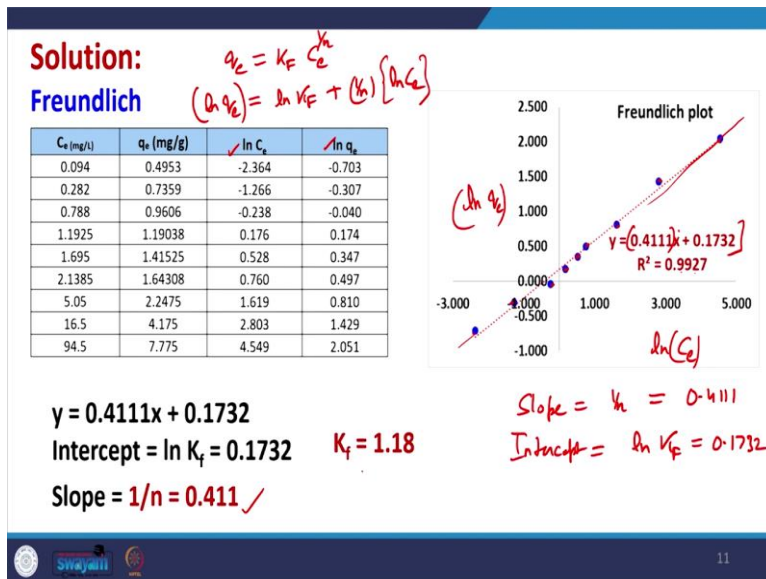 Solution:
qe = KF Ce^1/n
Freundlich
(ln qe) = ln KF + (1/n) {ln Ce}
Ce (mg/L) qe (mg/g) ln Ce ln qe
0.094 0.4953 -2.364 -0.703
0.282 0.7359 -1.266 -0.307
0.788 0.9606 -0.238 -0.040
1.1925 1.19038 0.176 0.174
1.695 1.41525 0.528 0.347
2.1385 1.64308 0.760 0.497
5.05 2.2475 1.619 0.810
16.5 4.175 2.803 1.429
94.5 7.775 4.549 2.051
Freundlich plot
2.500
2.000
1.500
1.000
0.500
0.000
-0.500
-1.000
-3.000 -1.000 1.000 3.000 5.000
(ln qe)
y = (0.4111)x + 0.1732]
R² = 0.9927
ln(Ce)
y = 0.4111x + 0.1732
Intercept = ln Kf = 0.1732 Kf = 1.18
Slope = 1/n = 0.411
Slope = 1/n = 0.4111
Intercept = ln KF = 0.1732
swayam
11